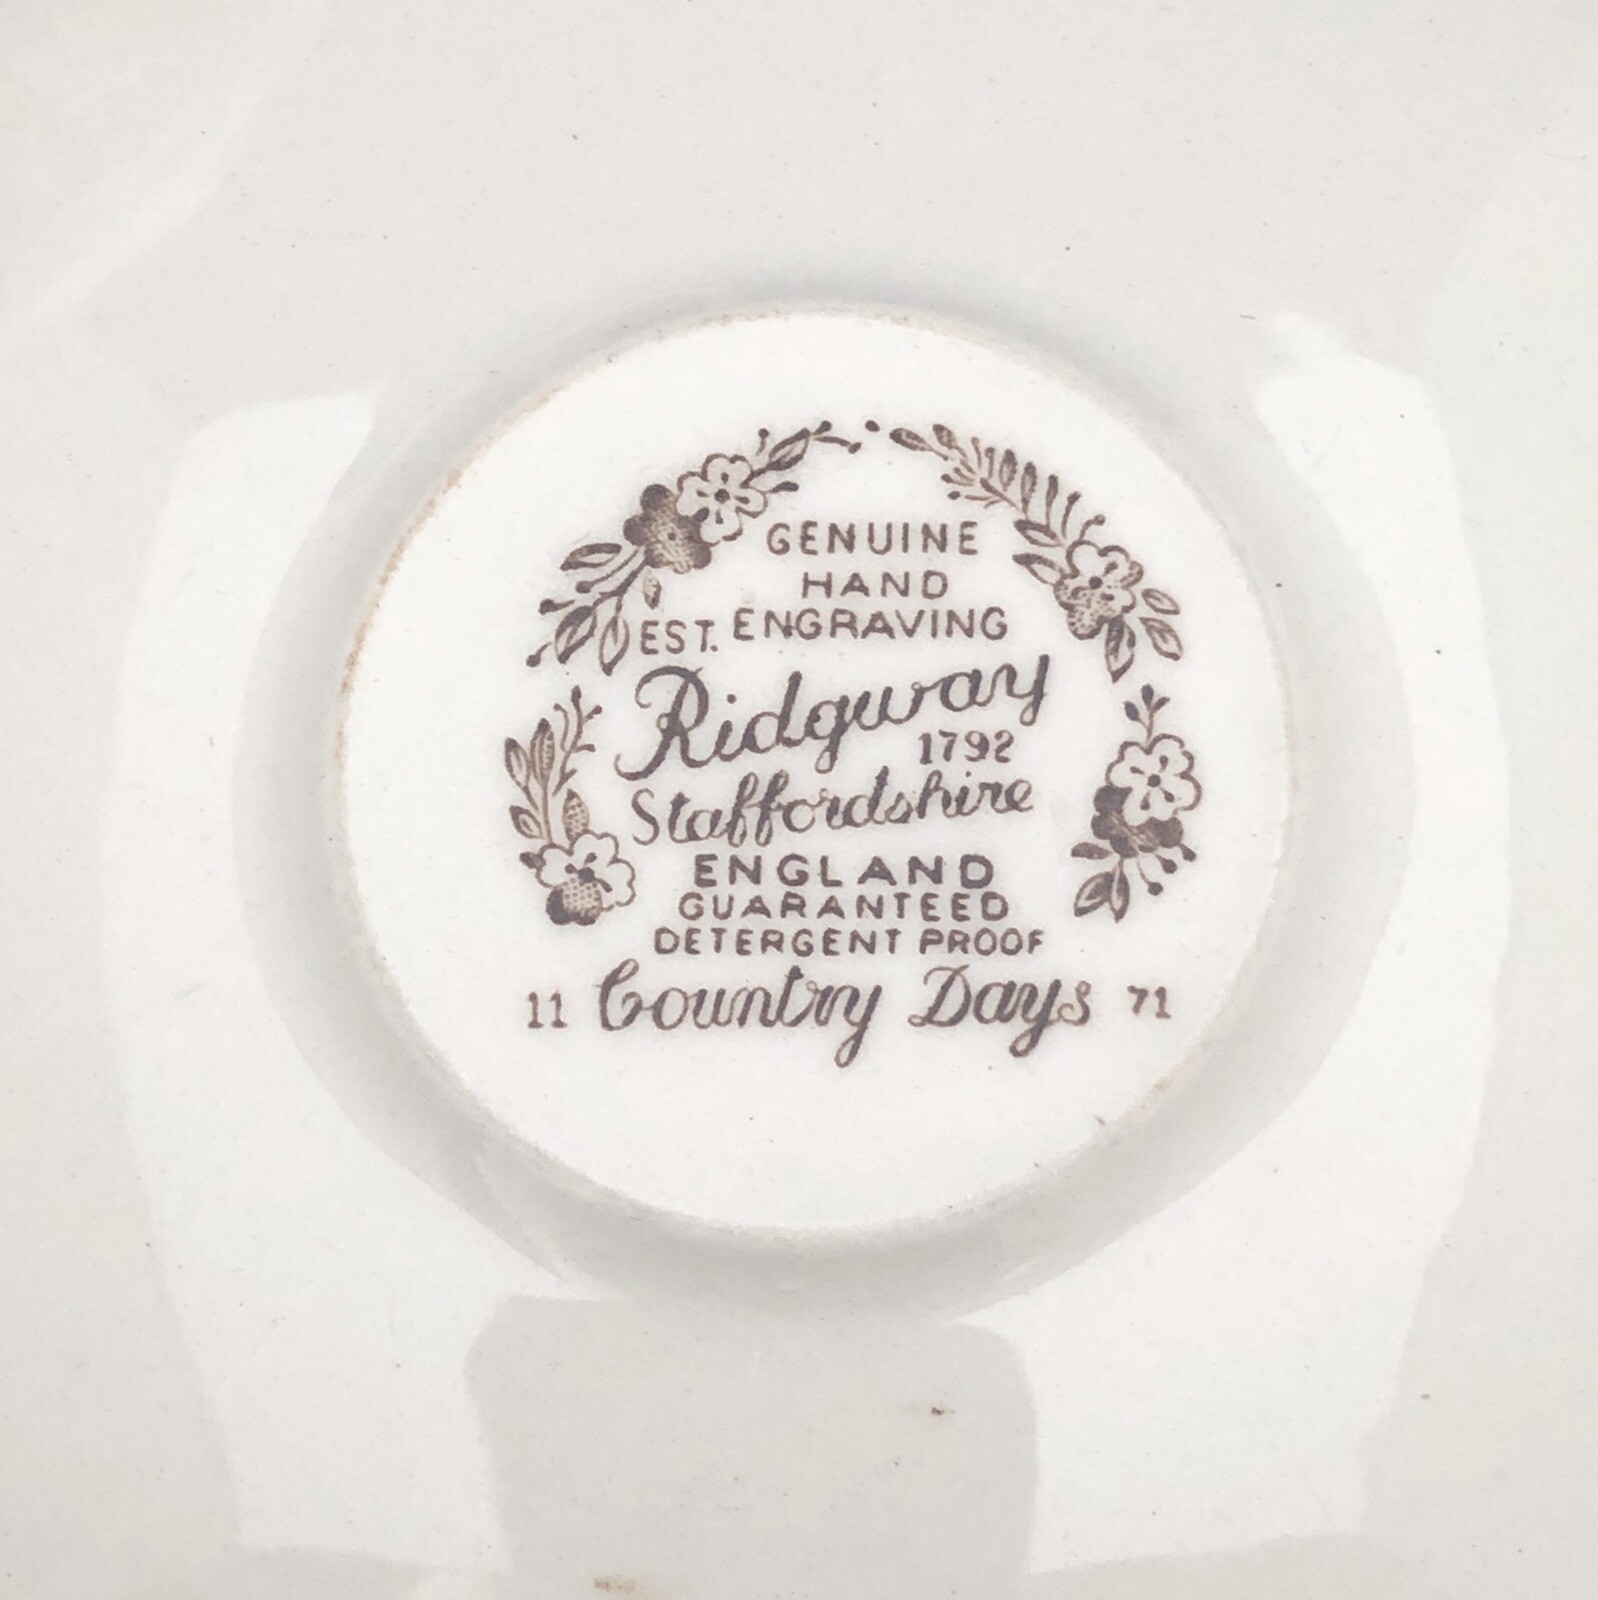 GENUINE
HAND
EST. ENGRAVING
Ridgway
1792
Staffordshire
ENGLAND
GUARANTEED
DETERGENT PROOF
11 Country Days 71